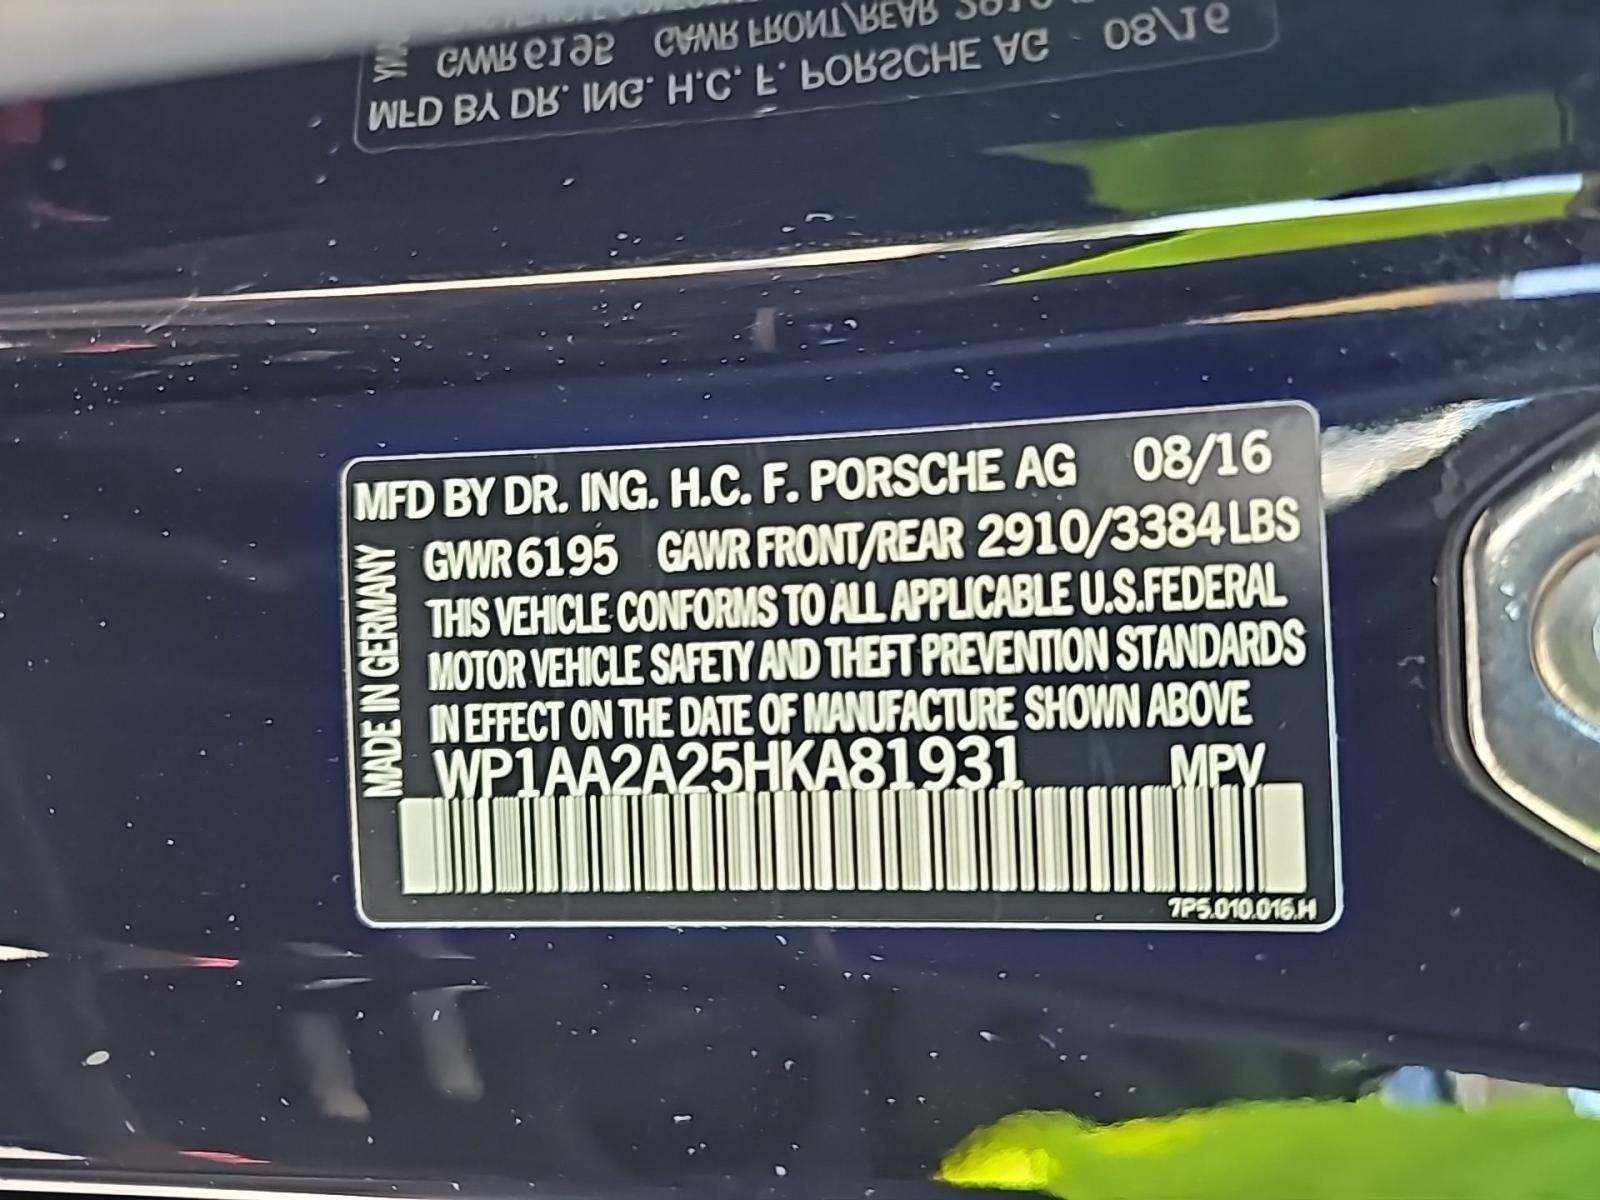 GVWR 6195 GAWR FRONT/REAR
MFD BY DR. ING. H.C. F. PORSCHE AG 08/16
MFD BY DR. ING. H.C. F. PORSCHE AG 08/16
GVWR 6195 GAWR FRONT/REAR 2910/3384 LBS
THIS VEHICLE CONFORMS TO ALL APPLICABLE U.S.FEDERAL
MOTOR VEHICLE SAFETY AND THEFT PREVENTION STANDARDS
IN EFFECT ON THE DATE OF MANUFACTURE SHOWN ABOVE
WP1AA2A25HKA81931 MPV
MADE IN GERMANY
7P5.010.016.H